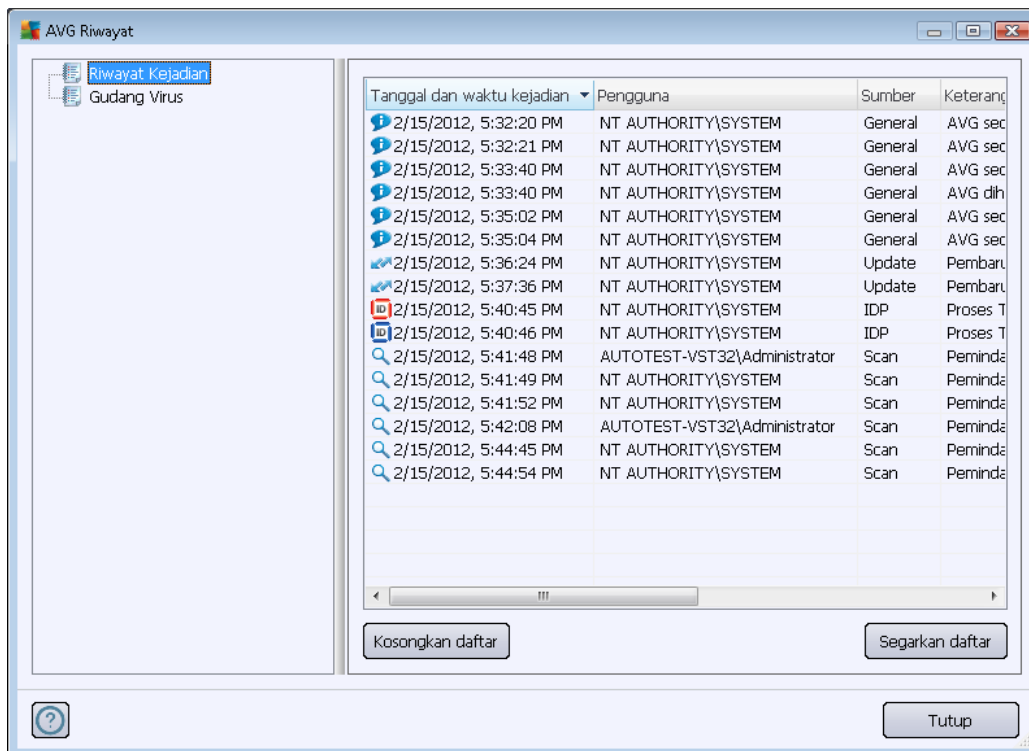 AVG Riwayat
Riwayat Kejadian
Gudang Virus
Tanggal dan waktu kejadian Pengguna Sumber Keterang
2/15/2012, 5:32:20 PM NT AUTHORITY\SYSTEM General AVG sec
2/15/2012, 5:32:21 PM NT AUTHORITY\SYSTEM General AVG sec
2/15/2012, 5:33:40 PM NT AUTHORITY\SYSTEM General AVG sec
2/15/2012, 5:33:40 PM NT AUTHORITY\SYSTEM General AVG dih
2/15/2012, 5:35:02 PM NT AUTHORITY\SYSTEM General AVG sec
2/15/2012, 5:35:04 PM NT AUTHORITY\SYSTEM General AVG sec
2/15/2012, 5:36:24 PM NT AUTHORITY\SYSTEM Update Pembaru
2/15/2012, 5:37:36 PM NT AUTHORITY\SYSTEM Update Pembaru
ID 2/15/2012, 5:40:45 PM NT AUTHORITY\SYSTEM IDP Proses T
ID 2/15/2012, 5:40:46 PM NT AUTHORITY\SYSTEM IDP Proses T
2/15/2012, 5:41:48 PM AUTOTEST-VST32\Administrator Scan Peminda
2/15/2012, 5:41:49 PM NT AUTHORITY\SYSTEM Scan Peminda
2/15/2012, 5:41:52 PM NT AUTHORITY\SYSTEM Scan Peminda
2/15/2012, 5:42:08 PM AUTOTEST-VST32\Administrator Scan Peminda
2/15/2012, 5:44:45 PM NT AUTHORITY\SYSTEM Scan Peminda
2/15/2012, 5:44:54 PM NT AUTHORITY\SYSTEM Scan Peminda
Kosongkan daftar Segarkan daftar
Tutup